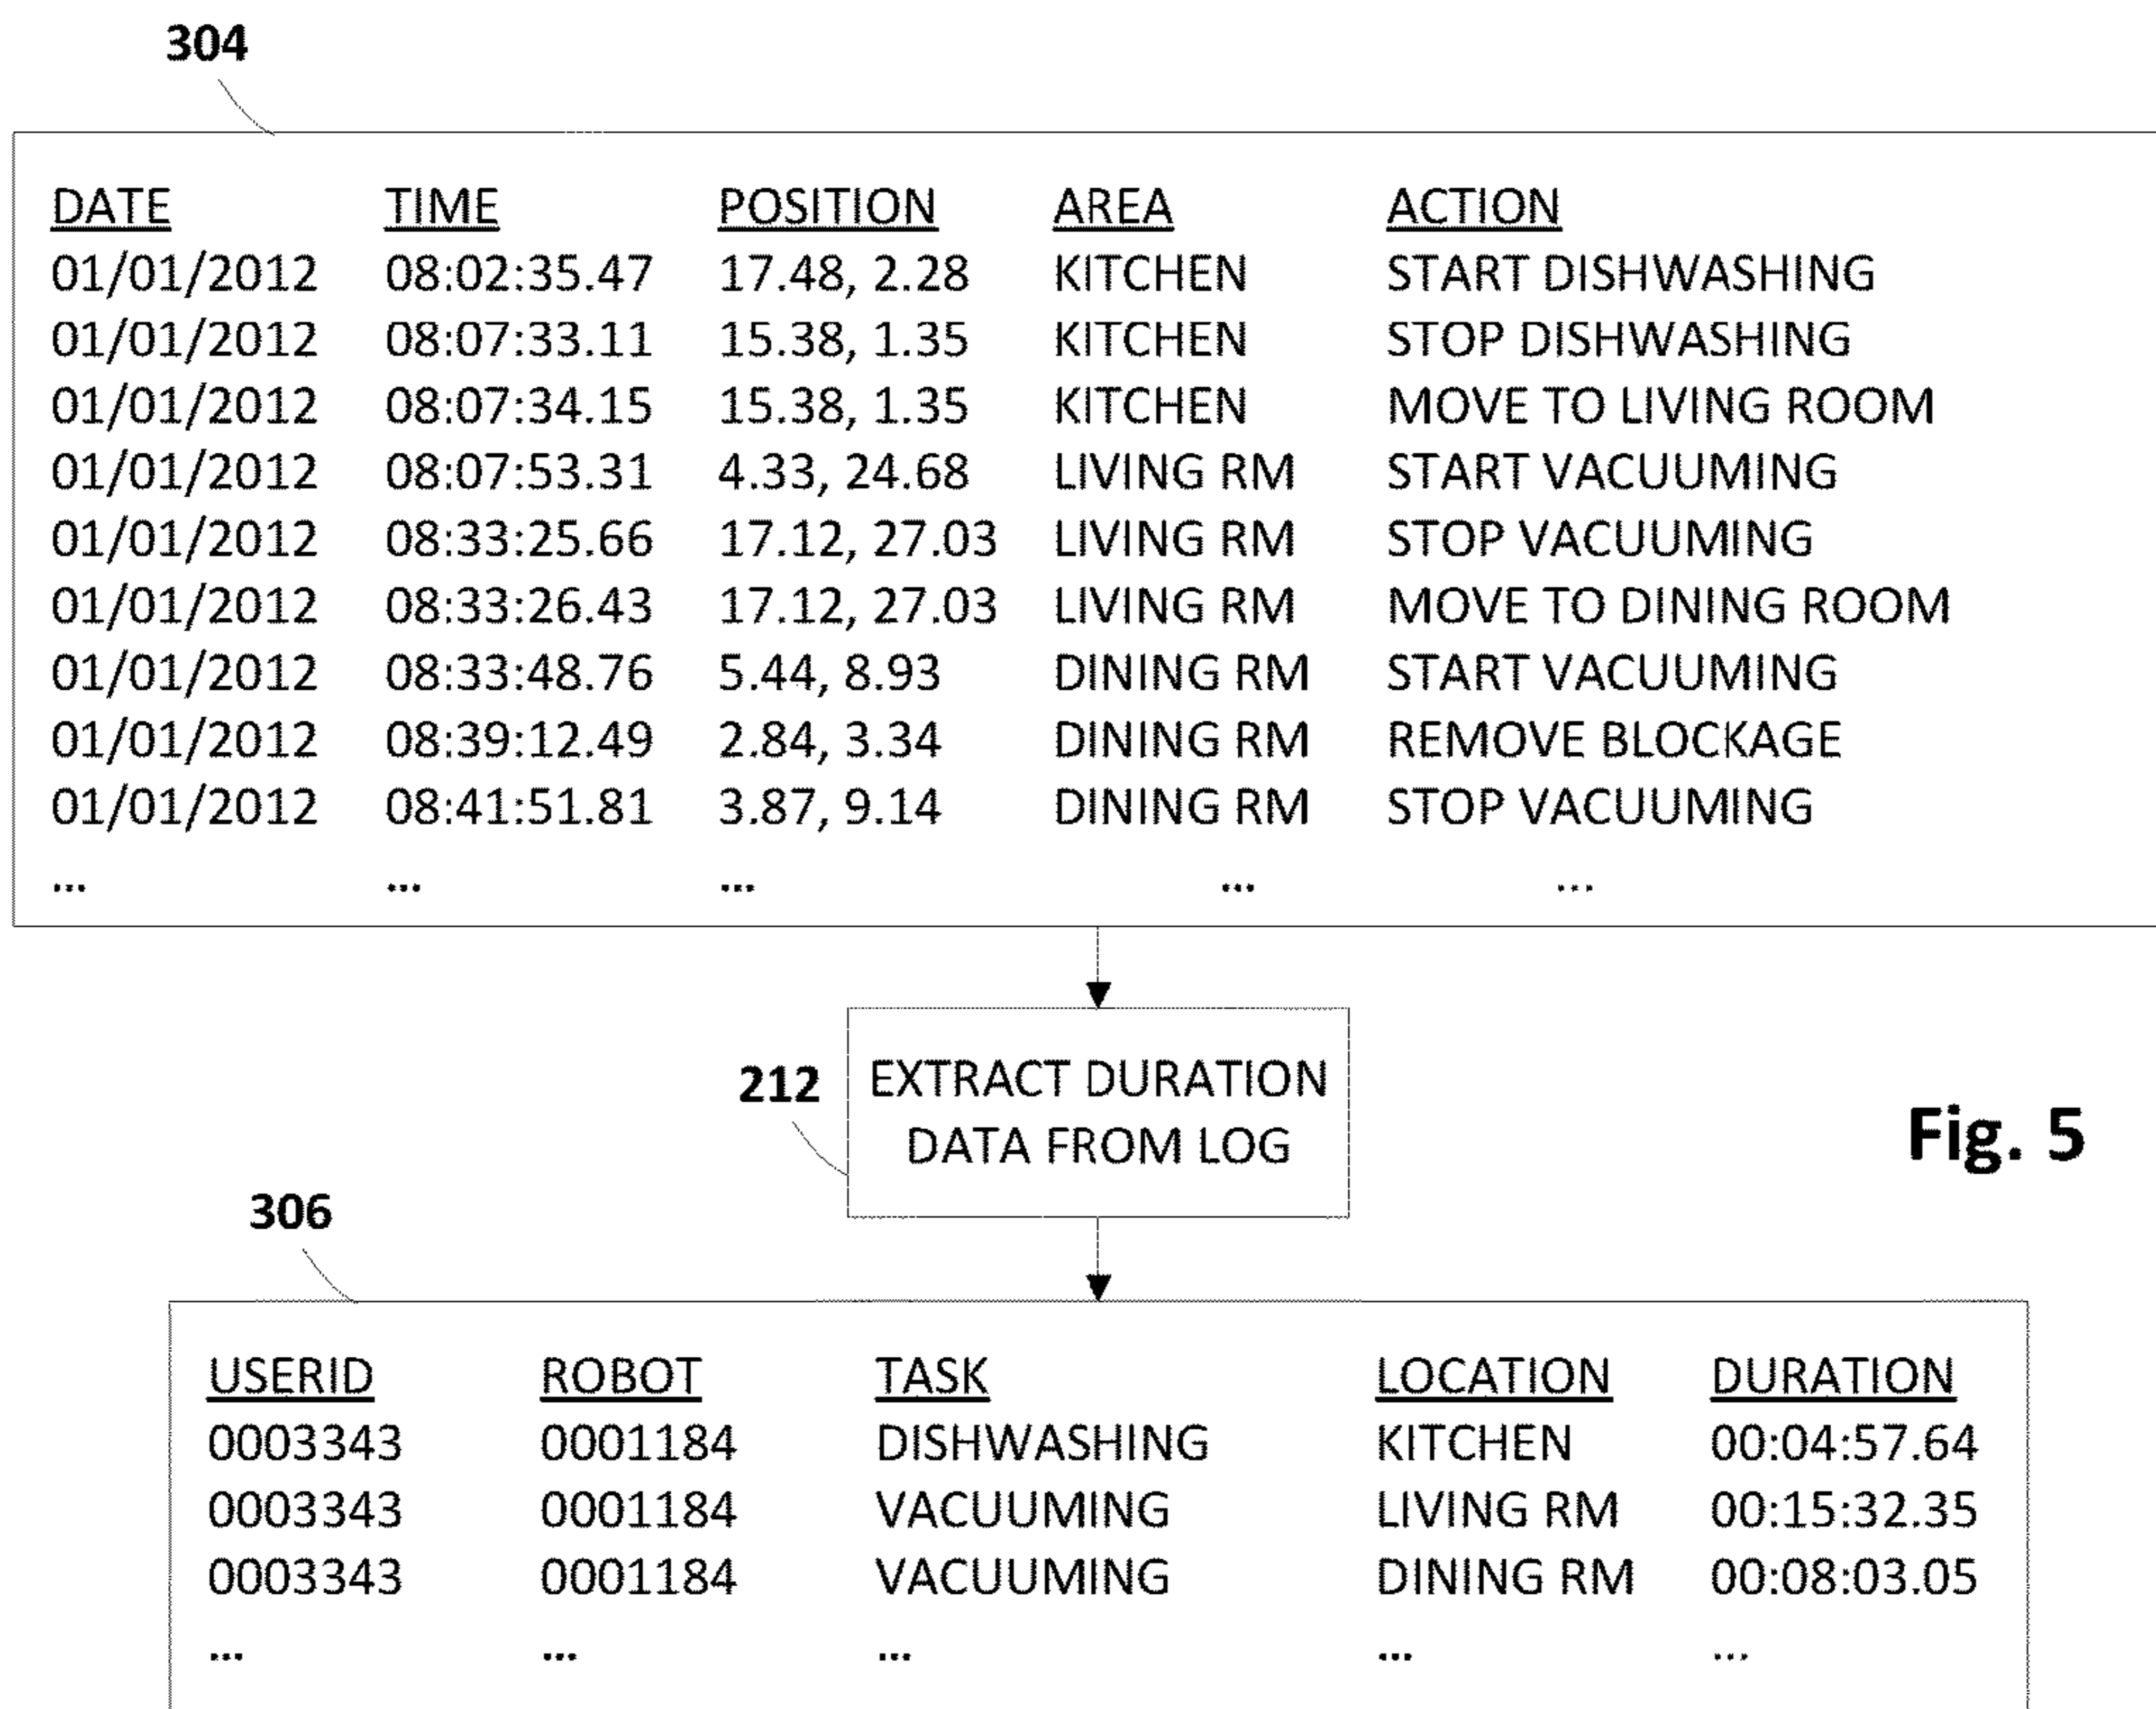 304
DATE TIME POSITION AREA ACTION
01/01/2012 08:02:35.47 17.48, 2.28 KITCHEN START DISHWASHING
01/01/2012 08:07:33.11 15.38, 1.35 KITCHEN STOP DISHWASHING
01/01/2012 08:07:34.15 15.38, 1.35 KITCHEN MOVE TO LIVING ROOM
01/01/2012 08:07:53.31 4.33, 24.68 LIVING RM START VACUUMING
01/01/2012 08:33:25.66 17.12, 27.03 LIVING RM STOP VACUUMING
01/01/2012 08:33:26.43 17.12, 27.03 LIVING RM MOVE TO DINING ROOM
01/01/2012 08:33:48.76 5.44, 8.93 DINING RM START VACUUMING
01/01/2012 08:39:12.49 2.84, 3.34 DINING RM REMOVE BLOCKAGE
01/01/2012 08:41:51.81 3.87, 9.14 DINING RM STOP VACUUMING
... ... ... ... ...
212
EXTRACT DURATION
DATA FROM LOG
Fig. 5
306
USERID ROBOT TASK LOCATION DURATION
0003343 0001184 DISHWASHING KITCHEN 00:04:57.64
0003343 0001184 VACUUMING LIVING RM 00:15:32.35
0003343 0001184 VACUUMING DINING RM 00:08:03.05
... ... ... ... ...